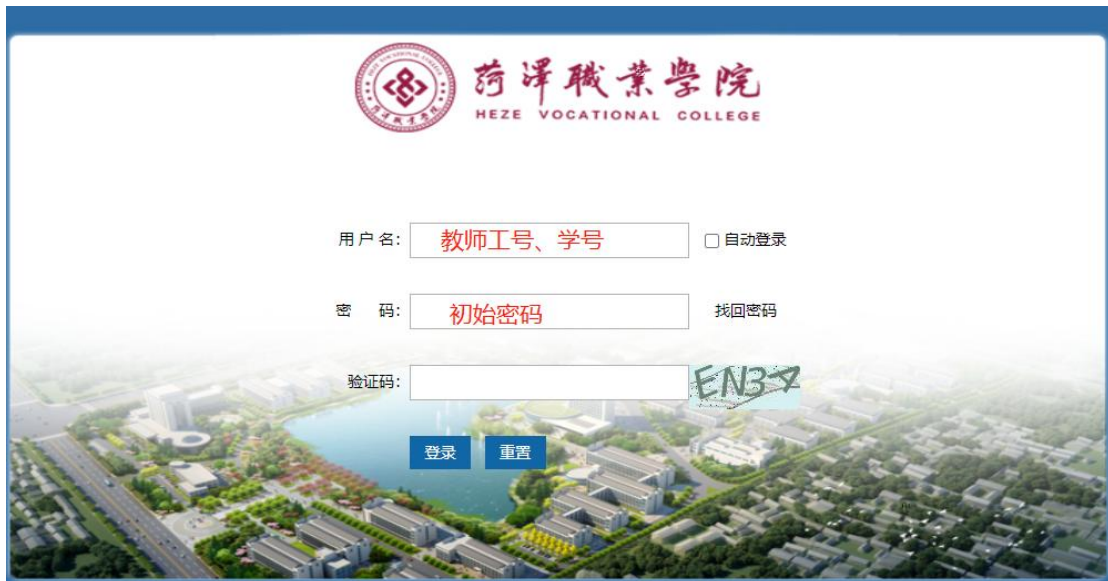 菏澤職業學院
HEZE VOCATIONAL COLLEGE
用户名: 教师工号、学号 自动登录
密 码: 初始密码 找回密码
验证码:
登录 重置